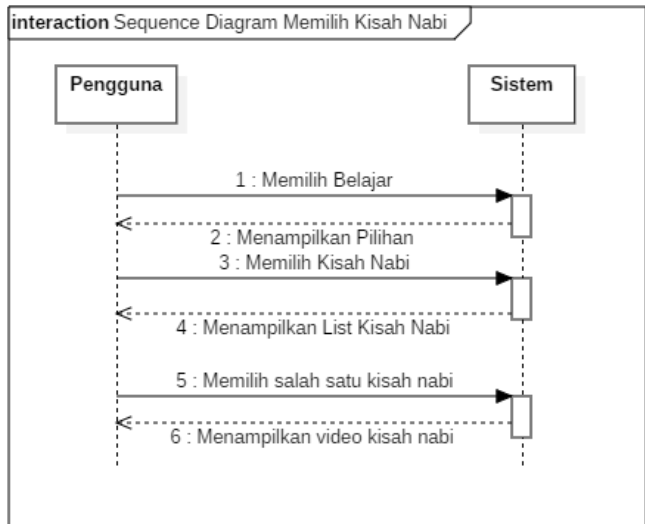 interaction Sequence Diagram Memilih Kisah Nabi
Pengguna
Sistem
1 : Memilih Belajar
2 : Menampilkan Pilihan
3 : Memilih Kisah Nabi
4 : Menampilkan List Kisah Nabi
5 : Memilih salah satu kisah nabi
6 : Menampilkan video kisah nabi